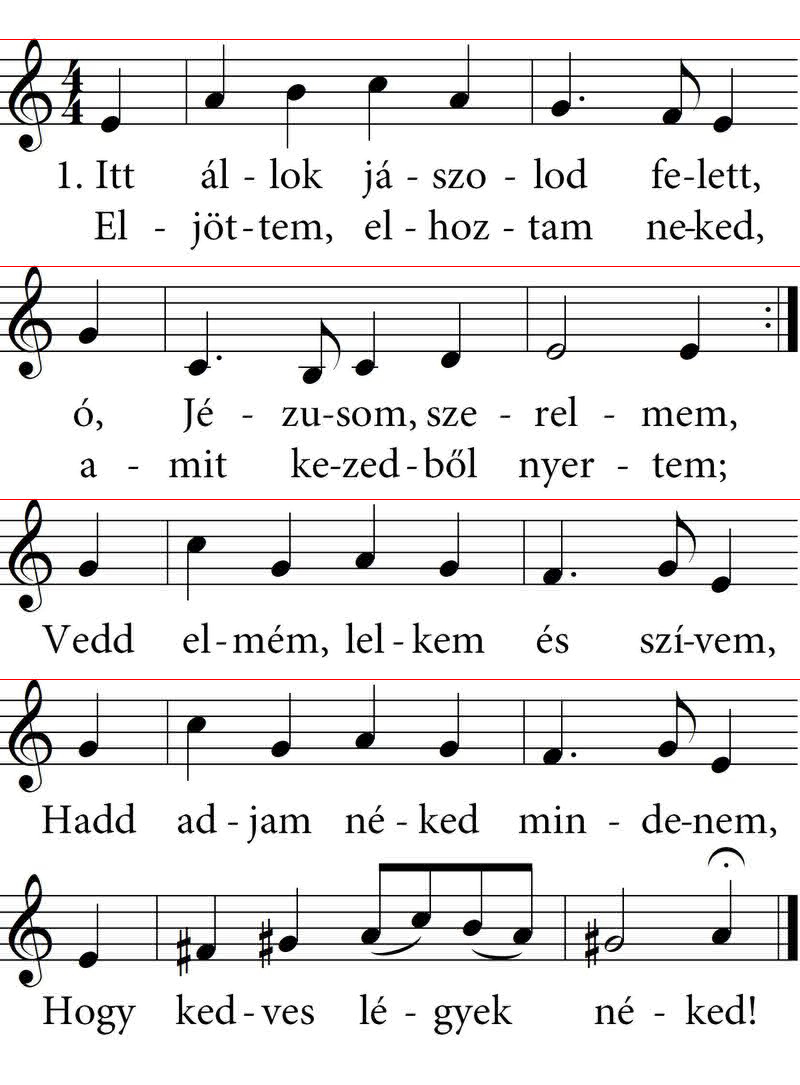 4
4
1. Itt ál - lok já - szo - lod fe-lett,
El - jöt-tem, el - hoz - tam ne-ked,
ó, Jé - zu-som, sze - rel - mem,
a - mit ke-zed-ből nyer - tem;
Vedd el-mém, lel-kem és szí-vem,
Hadd ad-jam né-ked min - de-nem,
Hogy ked-ves lé - gyek né - ked!